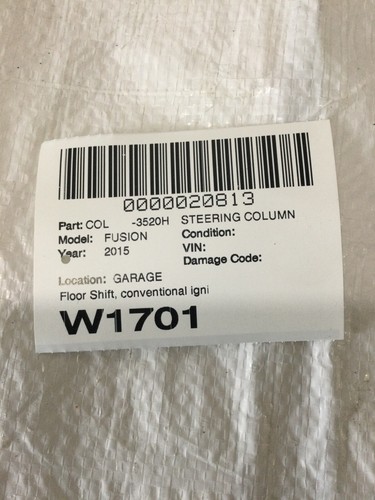 0000020813
Part: COL -3520H STEERING COLUMN
Model: FUSION Condition:
Year: 2015 VIN:
Damage Code:
Location: GARAGE
Floor Shift, conventional igni
W1701